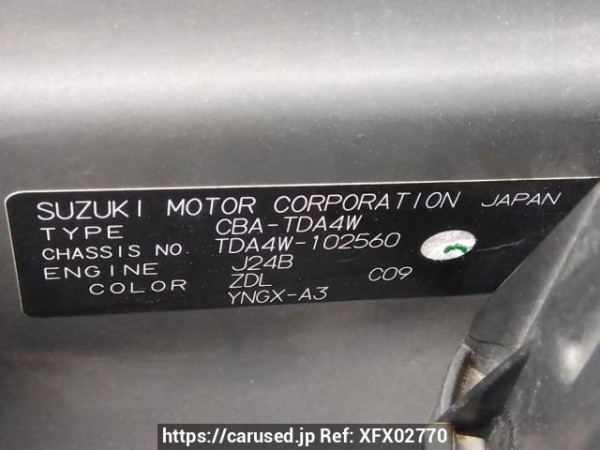 SUZUKI MOTOR CORPORATION JAPAN
TYPE CBA-TDA4W
CHASSIS NO. TDA4W-102560
ENGINE J24B
COLOR ZDL C09
YNGX-A3
https://carused.jp Ref: XFX02770